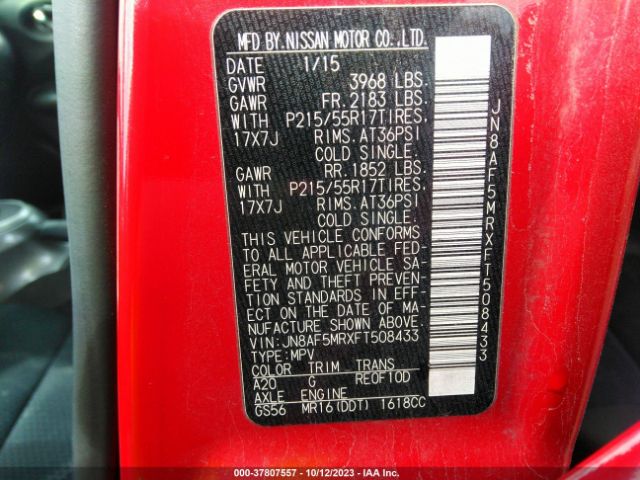 MFD BY.NISSAN MOTOR CO.,LTD.
DATE 1/15
GVWR 3968 LBS.
GAWR FR.2183 LBS.
WITH P215/55R17TIRES.
17X7J RIMS.AT36PSI
COLD SINGLE.
GAWR RR.1852 LBS.
WITH P215/55R17TIRES.
17X7J RIMS.AT36PSI
COLD SINGLE.
THIS VEHICLE CONFORMS
TO ALL APPLICABLE FED-
ERAL MOTOR VEHICLE SA-
FETY AND THEFT PREVEN-
TION STANDARDS IN EFF-
ECT ON THE DATE OF MA-
NUFACTURE SHOWN ABOVE.
VIN:JN8AF5MRXFT508433
TYPE:MPV
COLOR TRIM TRANS
A20 G RE0F10D
AXLE ENGINE
GS56 MR16(DDT) 1618CC
JN8AF5MRXFT508433
000-37807557 - 10/12/2023 - IAA Inc.